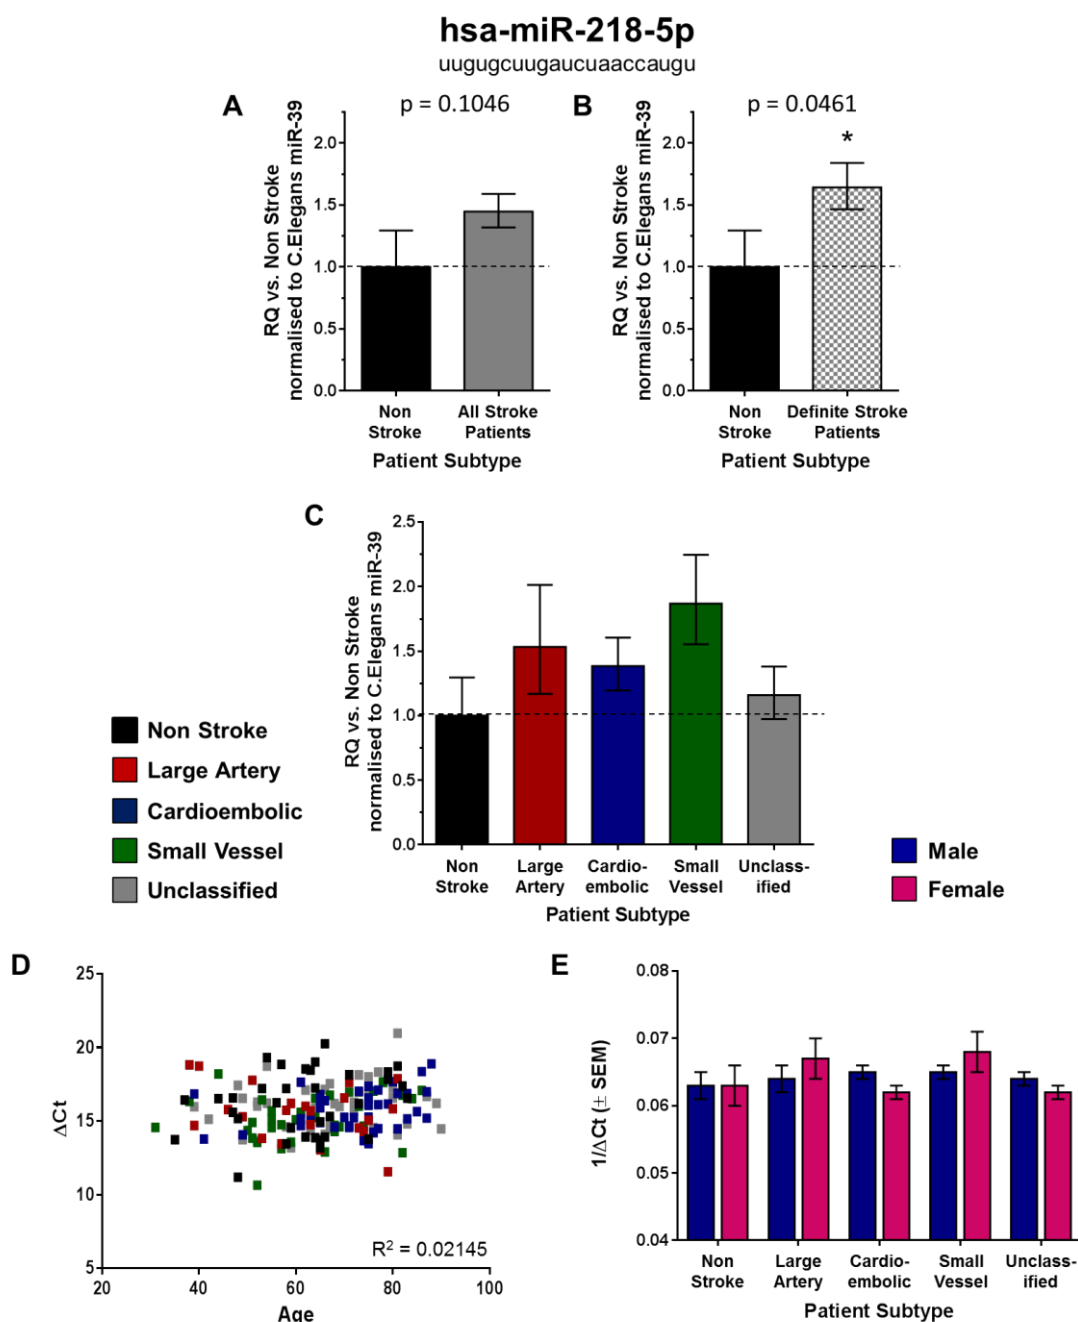 hsa-miR-218-5p
uugugcuugaucuaaccaugu
A
p = 0.1046
RQ vs. Non Stroke
normalised to C.Elegans miR-39
2.0
1.5
1.0
0.5
0.0
Non
Stroke
All Stroke
Patients
Patient Subtype
B
p = 0.0461
RQ vs. Non Stroke
normalised to C.Elegans miR-39
*
2.0
1.5
1.0
0.5
0.0
Non
Stroke
Definite Stroke
Patients
Patient Subtype
C
RQ vs. Non Stroke
normalised to C.Elegans miR-39
2.5
2.0
1.5
1.0
0.5
0.0
Non
Stroke
Large
Artery
Cardio-
embolic
Small
Vessel
Unclass-
ified
Patient Subtype
Non Stroke
Large Artery
Cardioembolic
Small Vessel
Unclassified
Male
Female
D
ΔCt
25
20
15
10
5
20
40
60
80
100
R² = 0.02145
Age
E
1/ΔCt (± SEM)
0.08
0.07
0.06
0.05
0.04
Non
Stroke
Large
Artery
Cardio-
embolic
Small
Vessel
Unclass-
ified
Patient Subtype